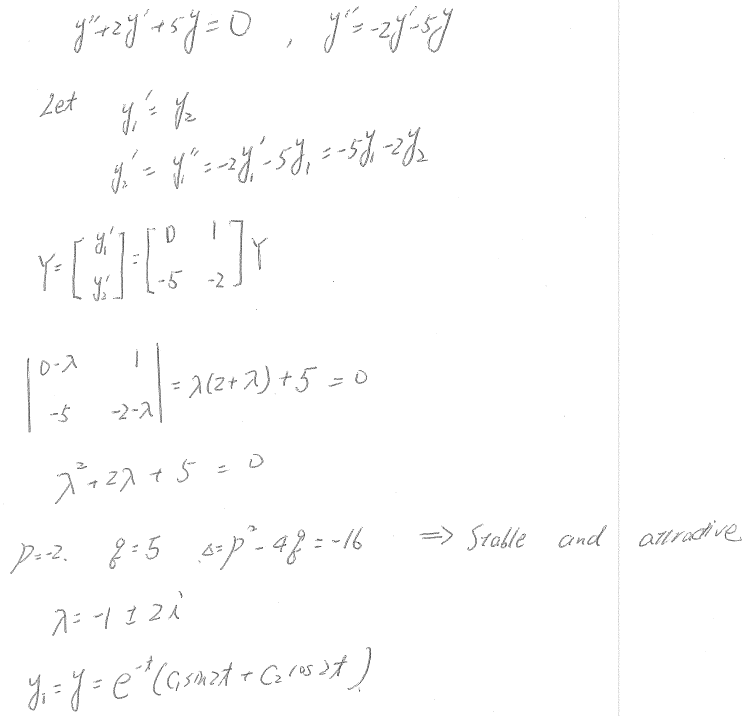 y''+2y'+5y=0 , y''=-2y'-5y
Let y₁'=y₂
y₂'=y₁''=-2y₁'-5y₁=-5y₁-2y₂
Y=[y₁' y₂']=[0 1 -5 -2]Y
|0-λ 1 -5 -2-λ|=λ(2+λ)+5=0
λ²+2λ+5=0
p=-2. q=5 Δ=p²-4q=-16 => Stable and attractive
λ=-1±2i
y₁=y=e⁻ᵗ(C₁sin2t+C₂cos2t)